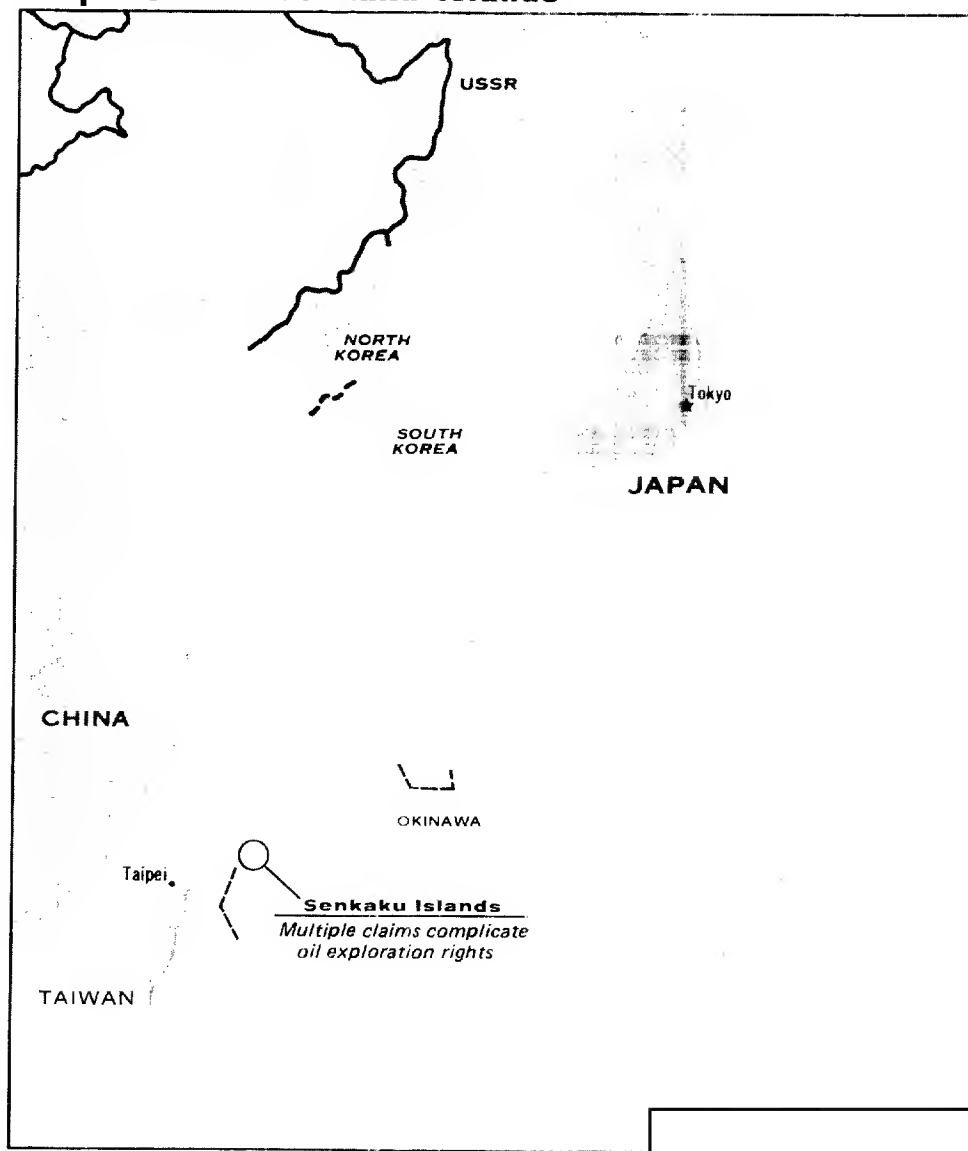 Islands
USSR
NORTH
KOREA
Tokyo
SOUTH
KOREA
JAPAN
CHINA
OKINAWA
Taipei
Senkaku Islands
Multiple claims complicate
oil exploration rights
TAIWAN